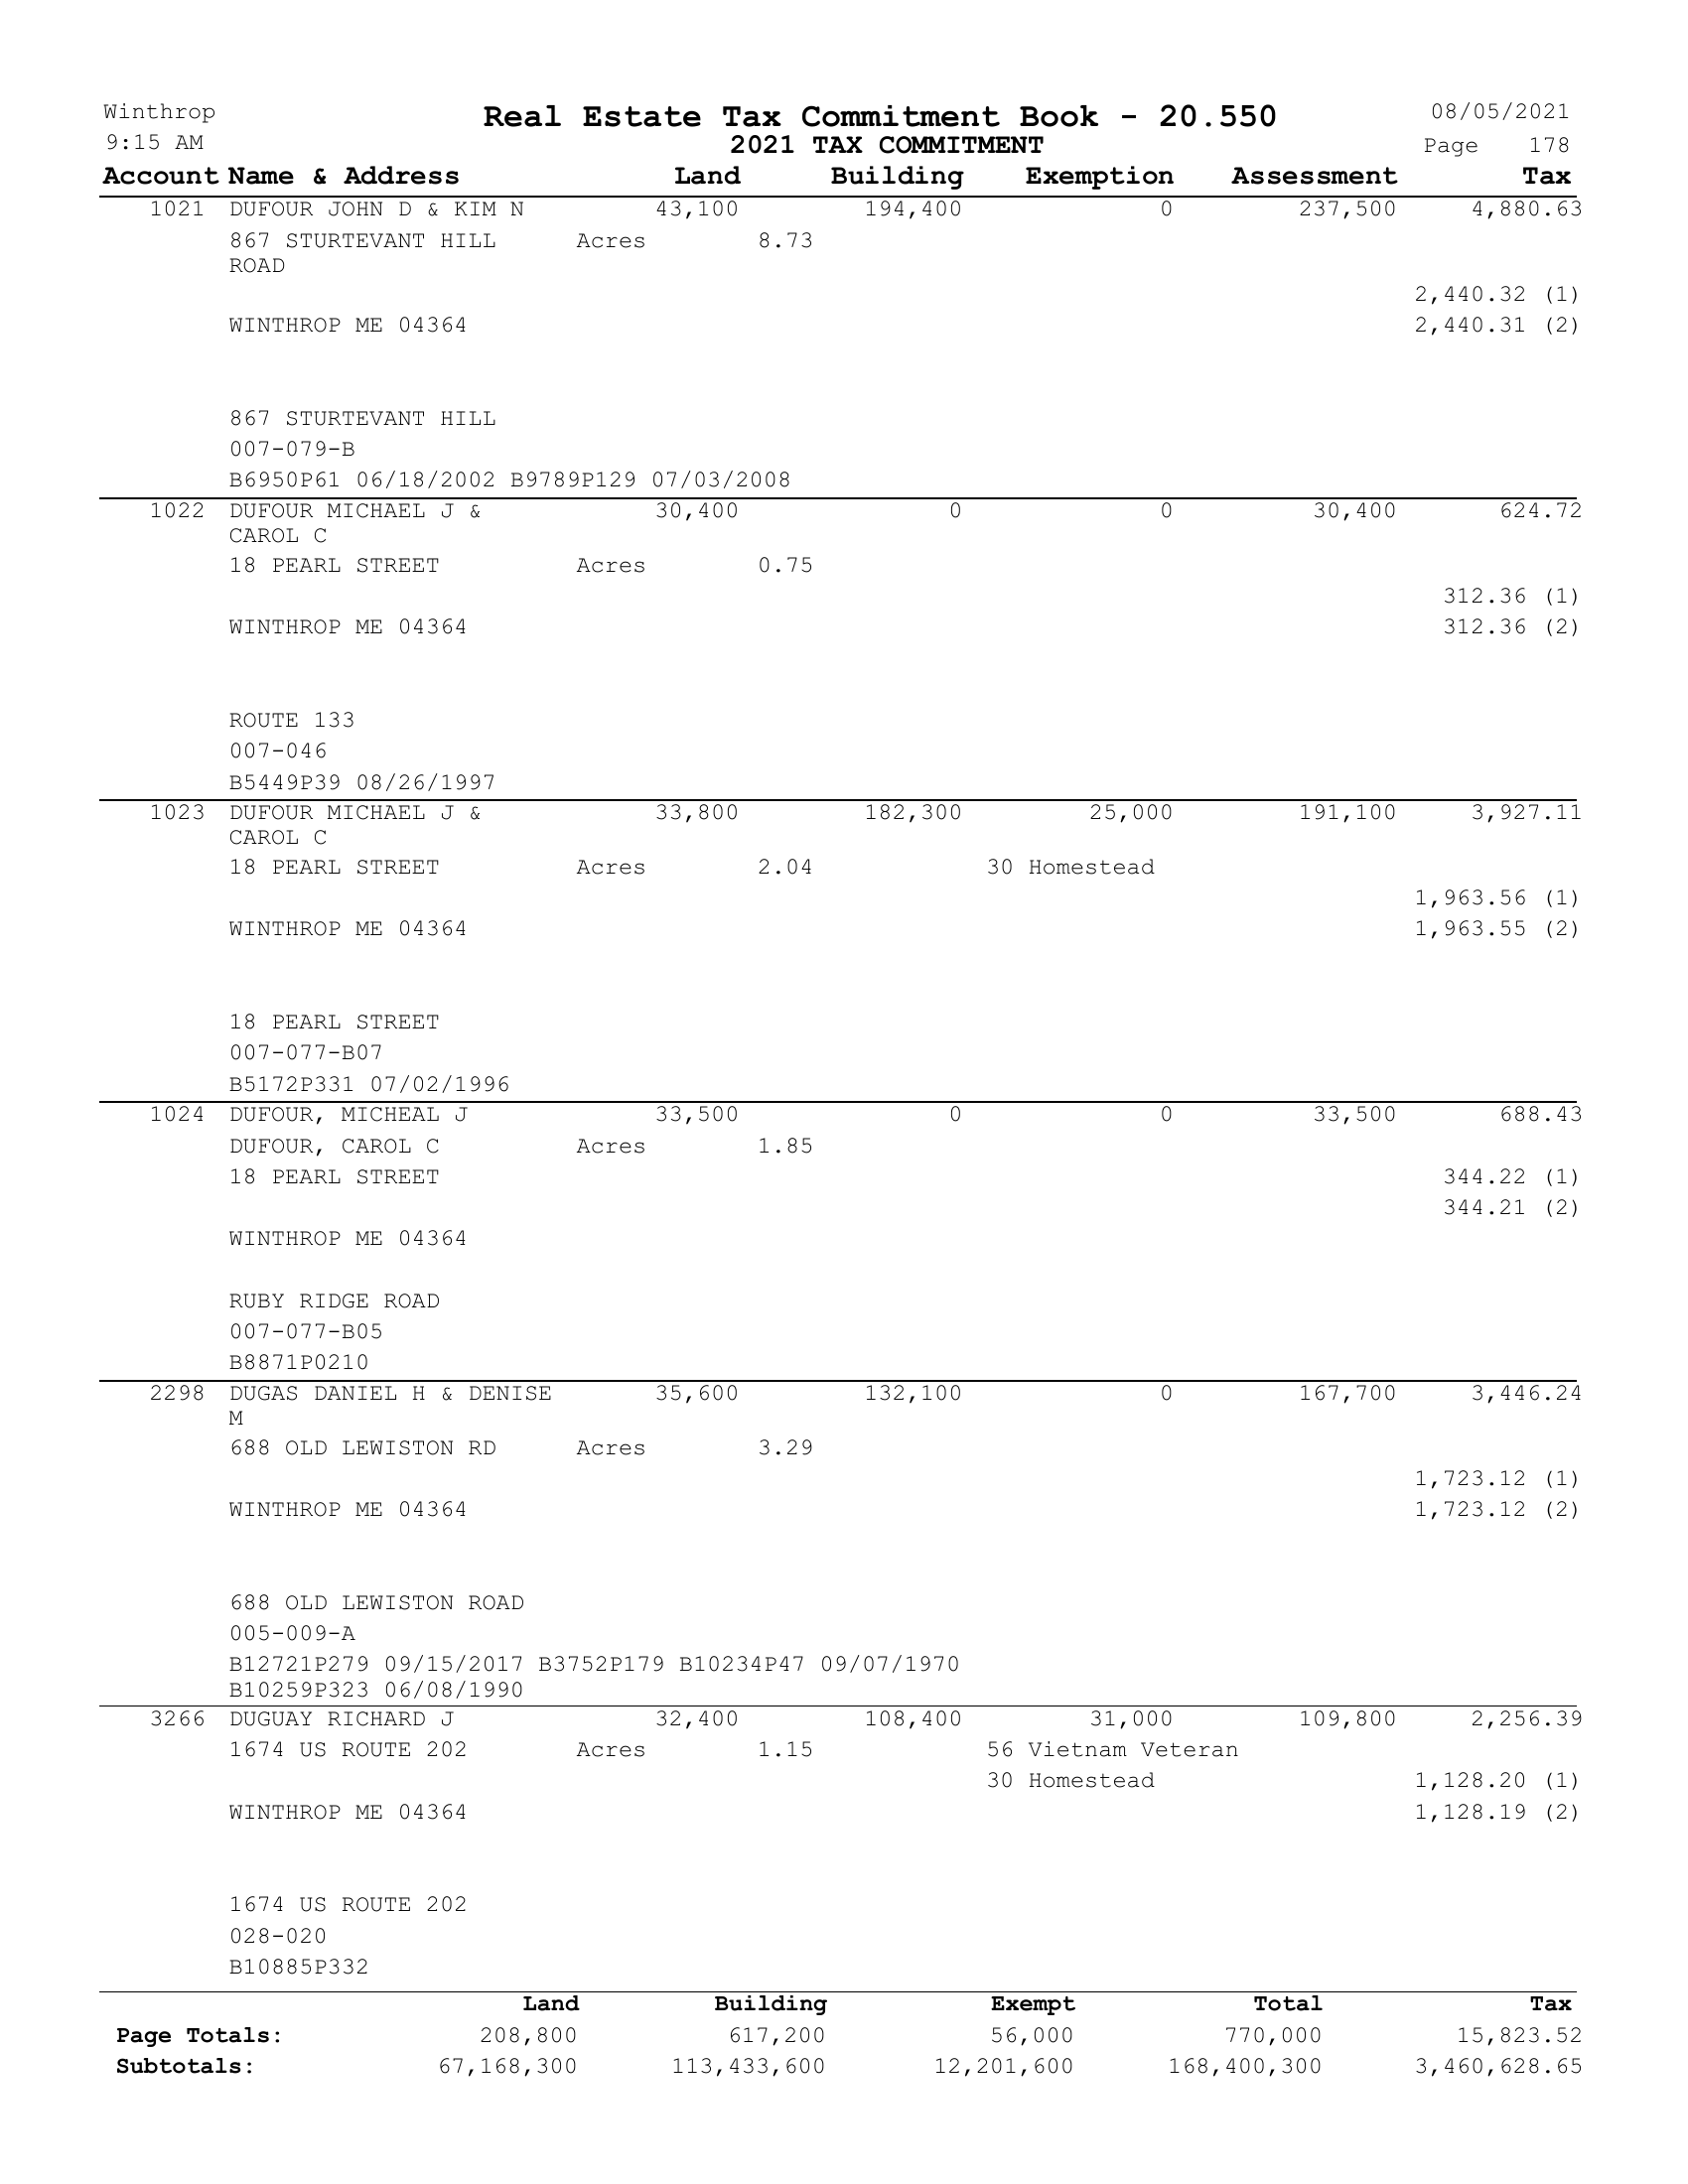 Winthrop Real Estate Tax Commitment Book - 20.550 08/05/2021
9:15 AM 2021 TAX COMMITMENT Page 178
Account Name & Address Land Building Exemption Assessment Tax
1021 DUFOUR JOHN D & KIM N 43,100 194,400 0 237,500 4,880.63
867 STURTEVANT HILL Acres 8.73
ROAD
2,440.32 (1)
WINTHROP ME 04364 2,440.31 (2)
867 STURTEVANT HILL
007-079-B
B6950P61 06/18/2002 B9789P129 07/03/2008
1022 DUFOUR MICHAEL J & 30,400 0 0 30,400 624.72
CAROL C
18 PEARL STREET Acres 0.75
312.36 (1)
WINTHROP ME 04364 312.36 (2)
ROUTE 133
007-046
B5449P39 08/26/1997
1023 DUFOUR MICHAEL J & 33,800 182,300 25,000 191,100 3,927.11
CAROL C
18 PEARL STREET Acres 2.04 30 Homestead
1,963.56 (1)
WINTHROP ME 04364 1,963.55 (2)
18 PEARL STREET
007-077-B07
B5172P331 07/02/1996
1024 DUFOUR, MICHEAL J 33,500 0 0 33,500 688.43
DUFOUR, CAROL C Acres 1.85
18 PEARL STREET 344.22 (1)
344.21 (2)
WINTHROP ME 04364
RUBY RIDGE ROAD
007-077-B05
B8871P0210
2298 DUGAS DANIEL H & DENISE 35,600 132,100 0 167,700 3,446.24
M
688 OLD LEWISTON RD Acres 3.29
1,723.12 (1)
WINTHROP ME 04364 1,723.12 (2)
688 OLD LEWISTON ROAD
005-009-A
B12721P279 09/15/2017 B3752P179 B10234P47 09/07/1970
B10259P323 06/08/1990
3266 DUGUAY RICHARD J 32,400 108,400 31,000 109,800 2,256.39
1674 US ROUTE 202 Acres 1.15 56 Vietnam Veteran
30 Homestead 1,128.20 (1)
WINTHROP ME 04364 1,128.19 (2)
1674 US ROUTE 202
028-020
B10885P332
Land Building Exempt Total Tax
Page Totals: 208,800 617,200 56,000 770,000 15,823.52
Subtotals: 67,168,300 113,433,600 12,201,600 168,400,300 3,460,628.65